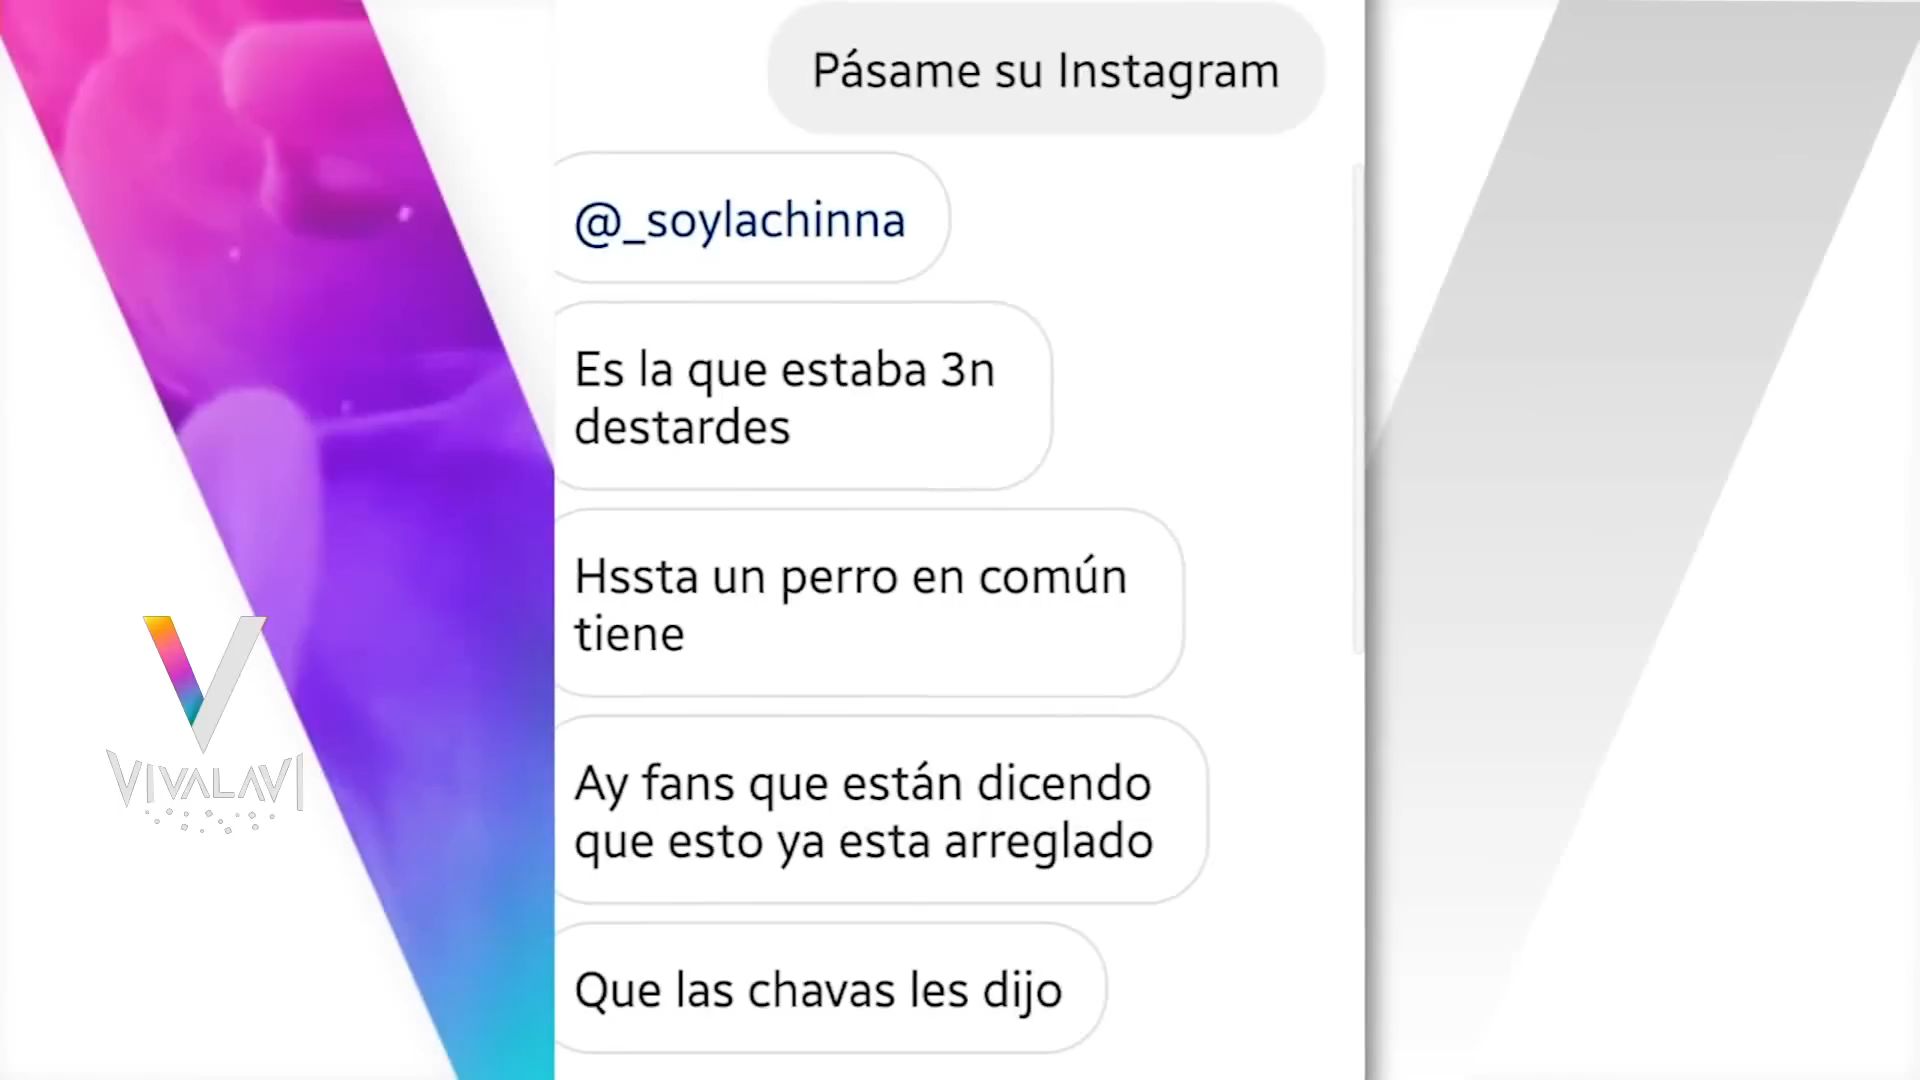 Pásame su Instagram
@_soylachinna
Es la que estaba 3n
destardes
Hssta un perro en común
tiene
Ay fans que están dicendo
que esto ya esta arreglado
Que las chavas les dijo
VIVALAVI